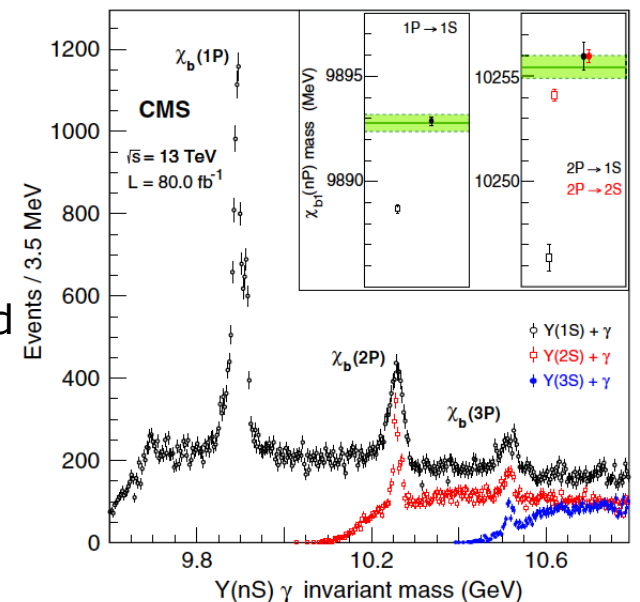 1200
1000
800
600
400
200
0
Events / 3.5 MeV
d
χb(1P)
CMS
√s = 13 TeV
L = 80.0 fb⁻¹
χb1(nP) mass (MeV)
9895
9890
1P→1S
10255
10250
2P→1S
2P→2S
Υ(1S) + γ
Υ(2S) + γ
Υ(3S) + γ
χb(2P)
χb(3P)
9.8
10.2
10.6
Υ(nS) γ invariant mass (GeV)